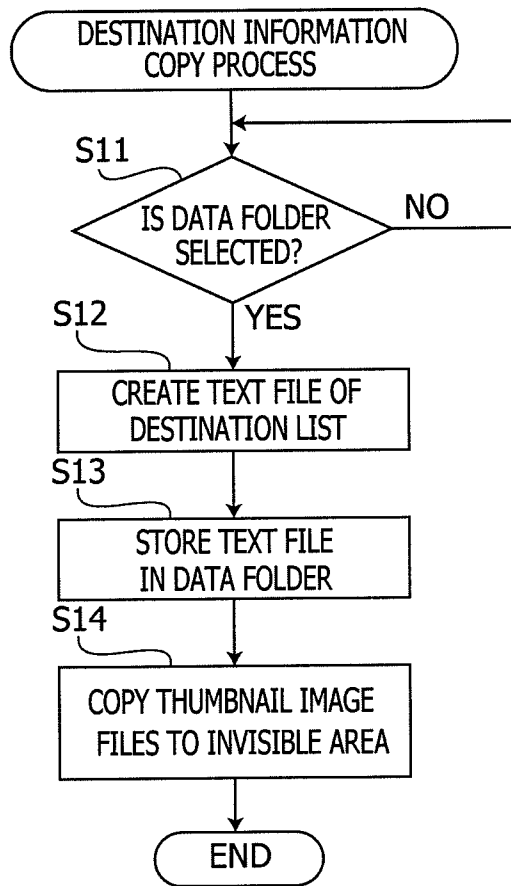 DESTINATION INFORMATION
COPY PROCESS
S11
IS DATA FOLDER
SELECTED?
NO
YES
S12
CREATE TEXT FILE OF
DESTINATION LIST
S13
STORE TEXT FILE
IN DATA FOLDER
S14
COPY THUMBNAIL IMAGE
FILES TO INVISIBLE AREA
END